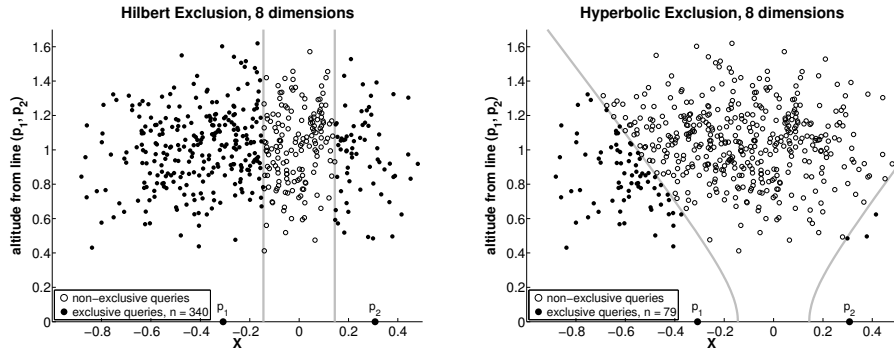 Hilbert Exclusion, 8 dimensions
altitude from line (p1, p2)
1.6
1.4
1.2
1
0.8
0.6
0.4
0.2
0
non-exclusive queries
exclusive queries, n = 340
p1
p2
−0.8 −0.6 −0.4 −0.2 0 0.2 0.4
X
Hyperbolic Exclusion, 8 dimensions
altitude from line (p1, p2)
1.6
1.4
1.2
1
0.8
0.6
0.4
0.2
0
non-exclusive queries
exclusive queries, n = 79
p1
p2
−0.8 −0.6 −0.4 −0.2 0 0.2 0.4
X